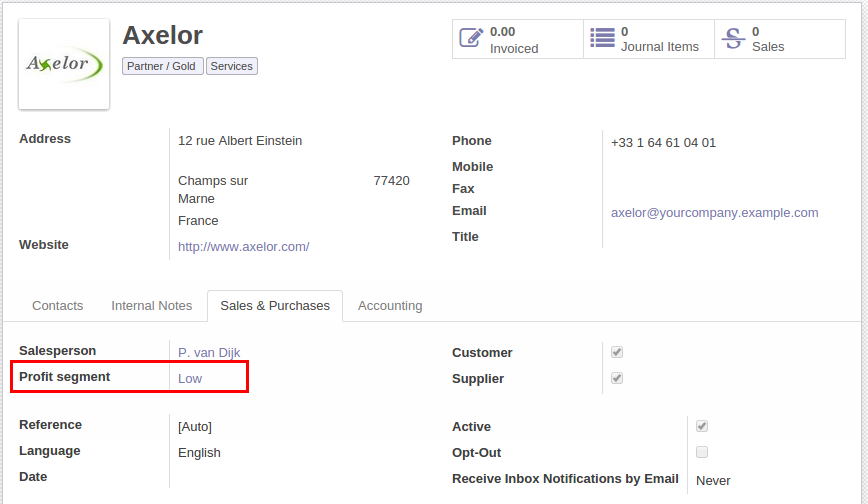 Axelor
Axelor
Partner / Gold Services
0.00
Invoiced
0
Journal Items
0
Sales
Address
12 rue Albert Einstein
Champs sur Marne 77420
France
Website http://www.axelor.com/
Phone +33 1 64 61 04 01
Mobile
Fax
Email axelor@yourcompany.example.com
Title
Contacts Internal Notes Sales & Purchases Accounting
Salesperson P. van Dijk
Profit segment Low
Customer
Supplier
Reference [Auto]
Language English
Date
Active
Opt-Out
Receive Inbox Notifications by Email Never